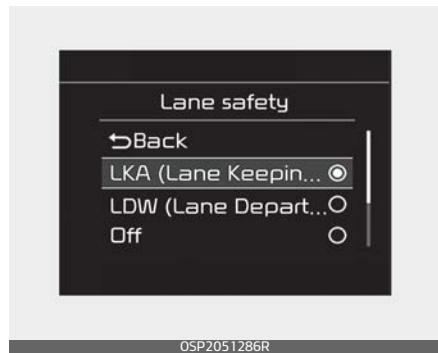 Lane safety
Back
LKA (Lane Keepin...
LDW (Lane Depart...
Off
OSP2051286R